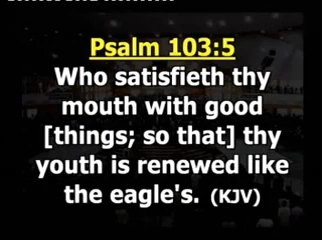 Psalm 103:5
Who satisfieth thy
mouth with good
[things; so that] thy
youth is renewed like
the eagle's. (KJV)